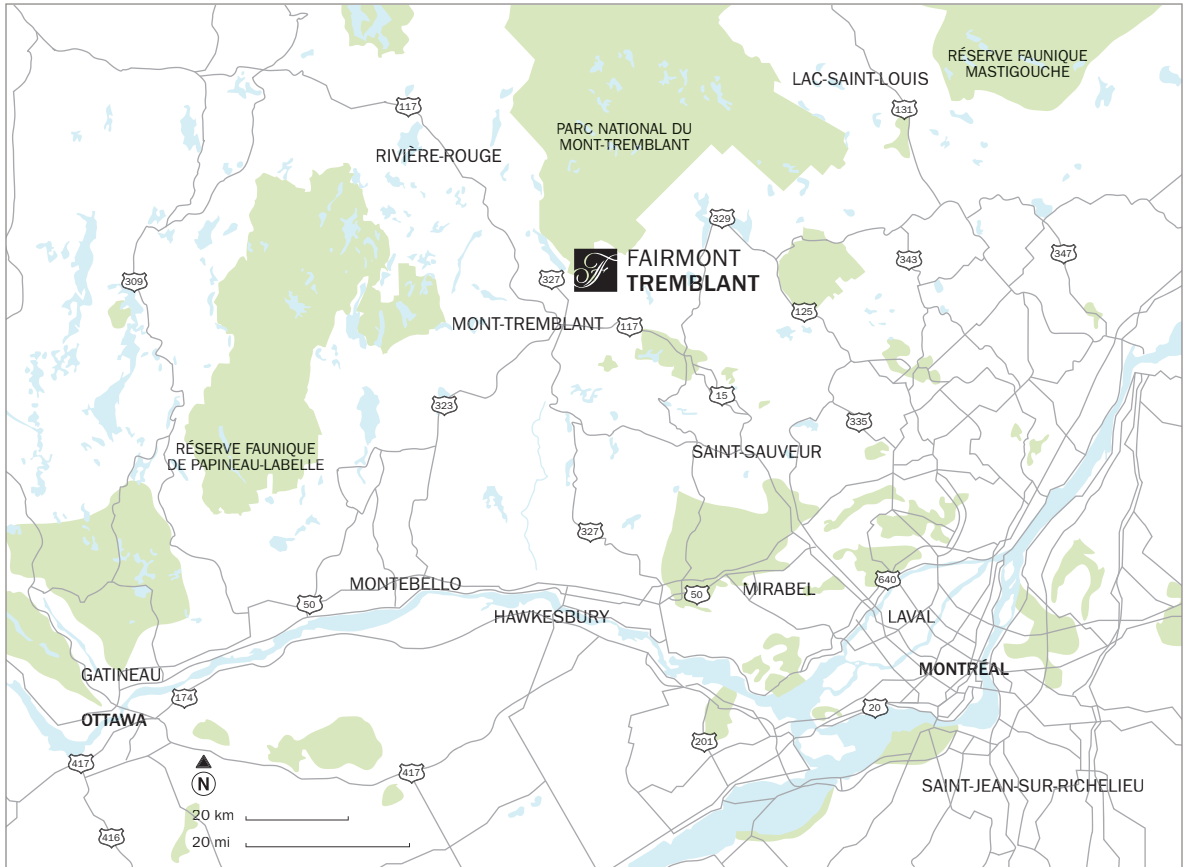 RÉSERVE FAUNIQUE
MASTIGOUCHE
LAC-SAINT-LOUIS
117
131
PARC NATIONAL DU
MONT-TREMBLANT
RIVIÈRE-ROUGE
329
343
347
F FAIRMONT
TREMBLANT
309
327
125
MONT-TREMBLANT
117
15
323
335
RÉSERVE FAUNIQUE
DE PAPINEAU-LABELLE
SAINT-SAUVEUR
327
640
MONTEBELLO
MIRABEL
50
50
HAWKESBURY
LAVAL
GATINEAU
MONTRÉAL
174
20
OTTAWA
201
417
417
N
SAINT-JEAN-SUR-RICHELIEU
20 km
416
20 mi